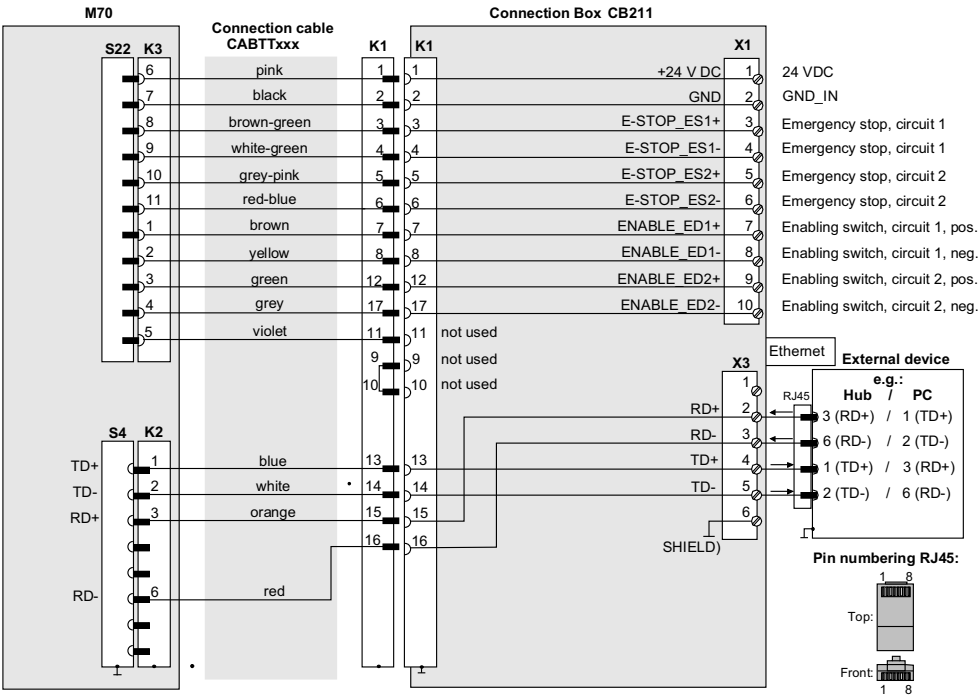 M70
Connection Box CB211
Connection cable
CABTTxxx
S22 K3
K1
K1
X1
6 pink 1 1 +24 V DC 1 24 VDC
7 black 2 2 GND 2 GND_IN
8 brown-green 3 3 E-STOP_ES1+ 3 Emergency stop, circuit 1
9 white-green 4 4 E-STOP_ES1- 4 Emergency stop, circuit 1
10 grey-pink 5 5 E-STOP_ES2+ 5 Emergency stop, circuit 2
11 red-blue 6 6 E-STOP_ES2- 6 Emergency stop, circuit 2
1 brown 7 7 ENABLE_ED1+ 7 Enabling switch, circuit 1, pos.
2 yellow 8 8 ENABLE_ED1- 8 Enabling switch, circuit 1, neg.
3 green 12 12 ENABLE_ED2+ 9 Enabling switch, circuit 2, pos.
4 grey 17 17 ENABLE_ED2- 10 Enabling switch, circuit 2, neg.
5 violet 11 11 not used
9 9 not used
10 10 not used
Ethernet
External device
e.g.:
Hub / PC
X3
RJ45
1
RD+ 2 3 (RD+) / 1 (TD+)
RD- 3 6 (RD-) / 2 (TD-)
TD+ 4 1 (TD+) / 3 (RD+)
TD- 5 2 (TD-) / 6 (RD-)
6
SHIELD)
S4 K2
TD+ 1 blue 13 13
TD- 2 white 14 14
RD+ 3 orange 15 15
16 16
RD- 6 red
Pin numbering RJ45:
1 8
Top:
Front:
1 8